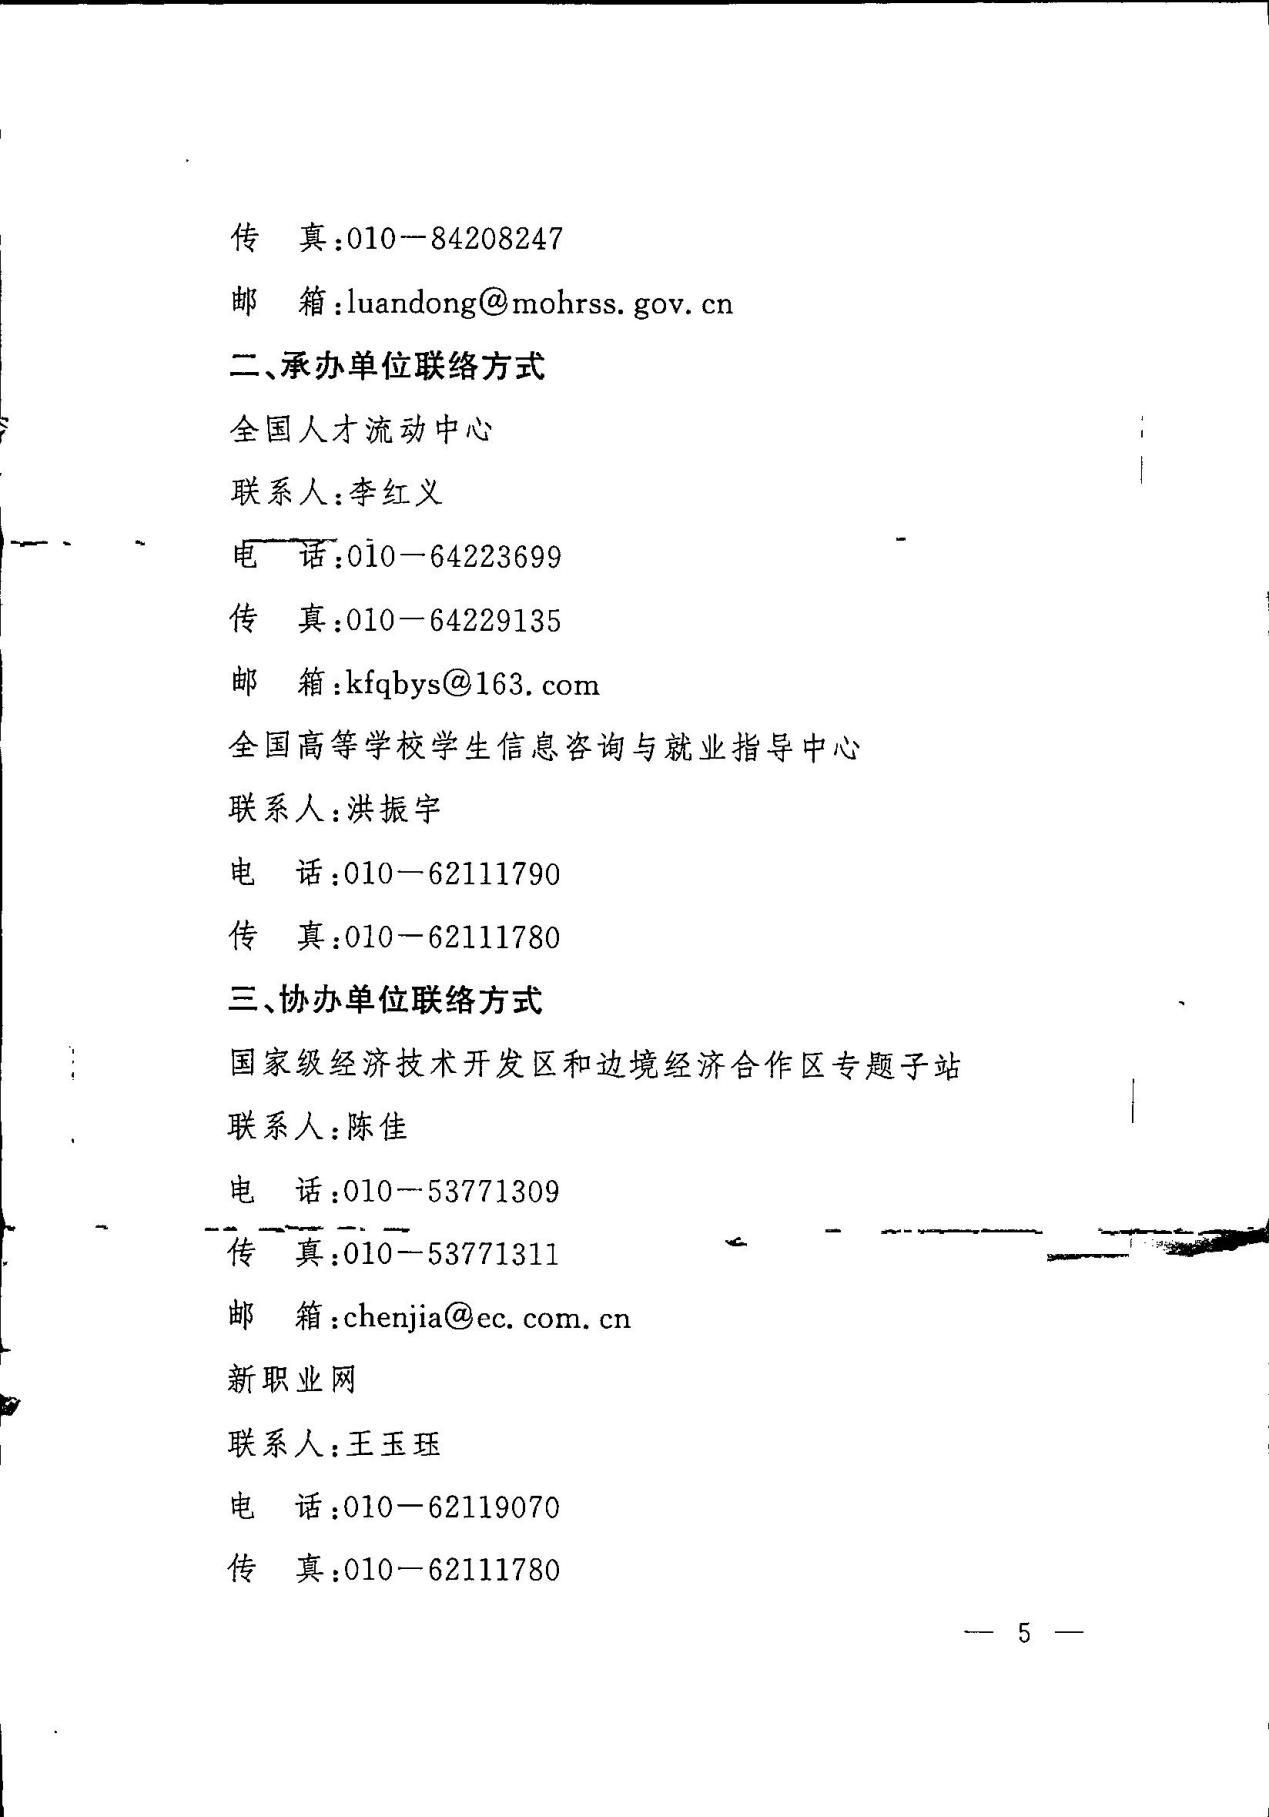 传　真:010－84208247
邮　箱:luandong@mohrss.gov.cn
二、承办单位联络方式
全国人才流动中心
联系人:李红义
电　话:010－64223699
传　真:010－64229135
邮　箱:kfqbys@163.com
全国高等学校学生信息咨询与就业指导中心
联系人:洪振宇
电　话:010－62111790
传　真:010－62111780
三、协办单位联络方式
国家级经济技术开发区和边境经济合作区专题子站
联系人:陈佳
电　话:010－53771309
传　真:010－53771311
邮　箱:chenjia@ec.com.cn
新职业网
联系人:王玉珏
电　话:010－62119070
传　真:010－62111780
— 5 —